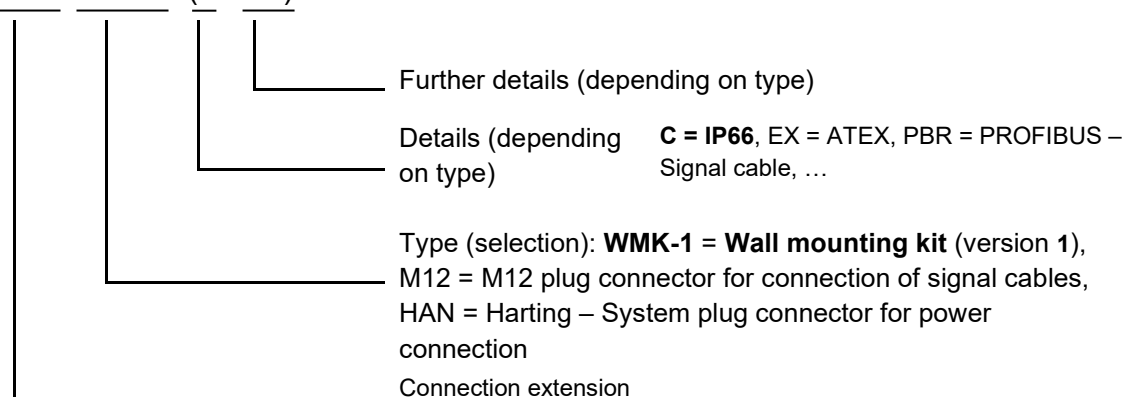 Further details (depending on type)
Details (depending
on type)
C = IP66, EX = ATEX, PBR = PROFIBUS –
Signal cable, …
Type (selection): WMK-1 = Wall mounting kit (version 1),
M12 = M12 plug connector for connection of signal cables,
HAN = Harting – System plug connector for power
connection
Connection extension